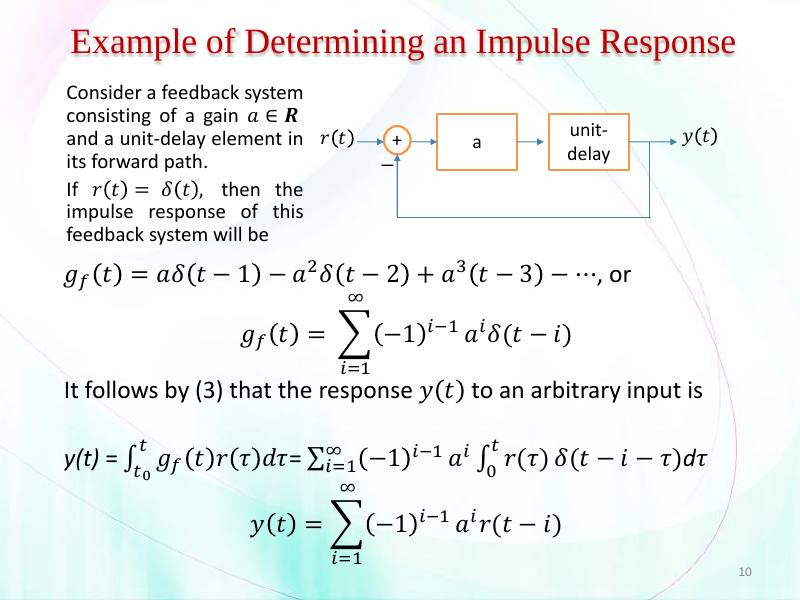 Example of Determining an Impulse Response
Consider a feedback system
consisting of a gain 𝑎 ∈ 𝑹
and a unit-delay element in
its forward path.
If 𝑟(𝑡) = 𝛿(𝑡), then the
impulse response of this
feedback system will be
𝑟(𝑡)
+
−
a
unit-
delay
𝑦(𝑡)
𝑔_𝑓(𝑡) = 𝑎𝛿(𝑡 − 1) − 𝑎²𝛿(𝑡 − 2) + 𝑎³(𝑡 − 3) − ⋯, or
𝑔_𝑓(𝑡) = ∑_{𝑖=1}^{∞} (−1)^{𝑖−1} 𝑎^𝑖 𝛿(𝑡 − 𝑖)
It follows by (3) that the response 𝑦(𝑡) to an arbitrary input is
y(t) = ∫_{𝑡₀}^{𝑡} 𝑔_𝑓(𝑡)𝑟(𝜏)𝑑𝜏= ∑_{𝑖=1}^{∞}(−1)^{𝑖−1} 𝑎^𝑖 ∫_{0}^{𝑡} 𝑟(𝜏) 𝛿(𝑡 − 𝑖 − 𝜏)𝑑𝜏
𝑦(𝑡) = ∑_{𝑖=1}^{∞} (−1)^{𝑖−1} 𝑎^𝑖 𝑟(𝑡 − 𝑖)
10